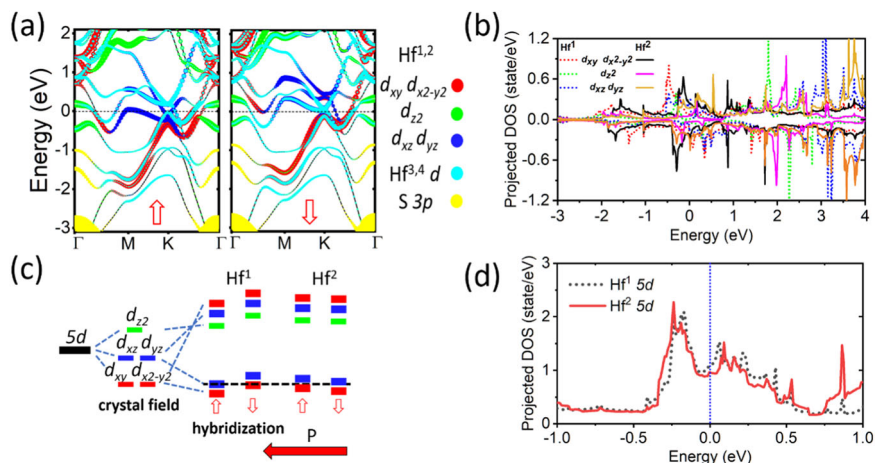 (a)
Energy (eV)
2
1
0
-1
-2
-3
Γ M K Γ
Γ M K Γ
Hf1,2
dxy dx2-y2
dz2
dxz dyz
Hf3,4 d
S 3p
(b)
Projected DOS (state/eV)
1.2
0.6
0.0
-0.6
-1.2
Hf1 Hf2
dxy dx2-y2
dz2
dxz dyz
-3 -2 -1 0 1 2 3 4
Energy (eV)
(c)
Hf1 Hf2
5d
dz2
dxz dyz
dxy dx2-y2
crystal field
hybridization
P
(d)
Projected DOS (state/eV)
3
2
1
0
Hf1 5d
Hf2 5d
-1.0 -0.5 0.0 0.5 1.0
Energy (eV)